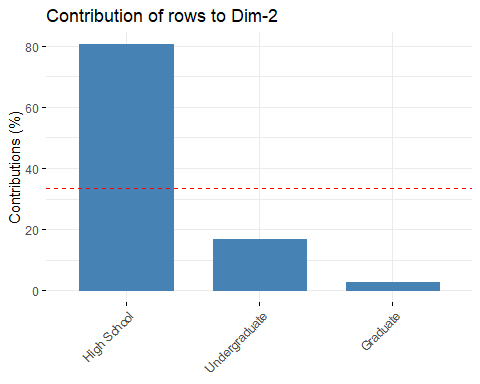 Contribution of rows to Dim-2
Contributions (%)
80
60
40
20
0
High School
Undergraduate
Graduate